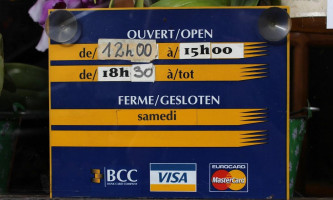 OUVERT/OPEN
de/ 12h00 à/ 15h00
de/ 18h30 à/tot
FERME/GESLOTEN
samedi
BCC VISA EUROCARD
MasterCard